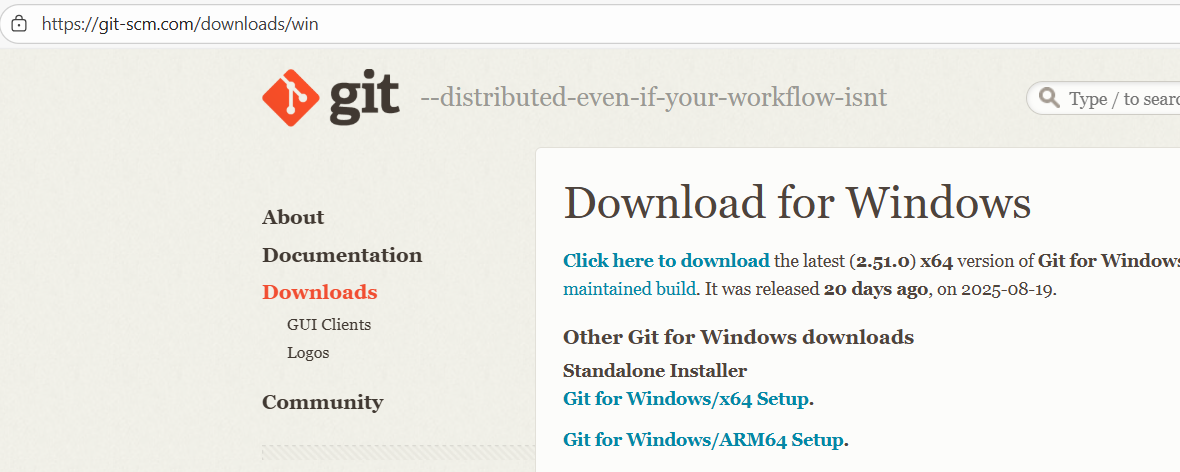 https://git-scm.com/downloads/win
git --distributed-even-if-your-workflow-isnt
Type / to searc
About
Documentation
Downloads
GUI Clients
Logos
Community
Download for Windows
Click here to download the latest (2.51.0) x64 version of Git for Windows
maintained build. It was released 20 days ago, on 2025-08-19.
Other Git for Windows downloads
Standalone Installer
Git for Windows/x64 Setup.
Git for Windows/ARM64 Setup.